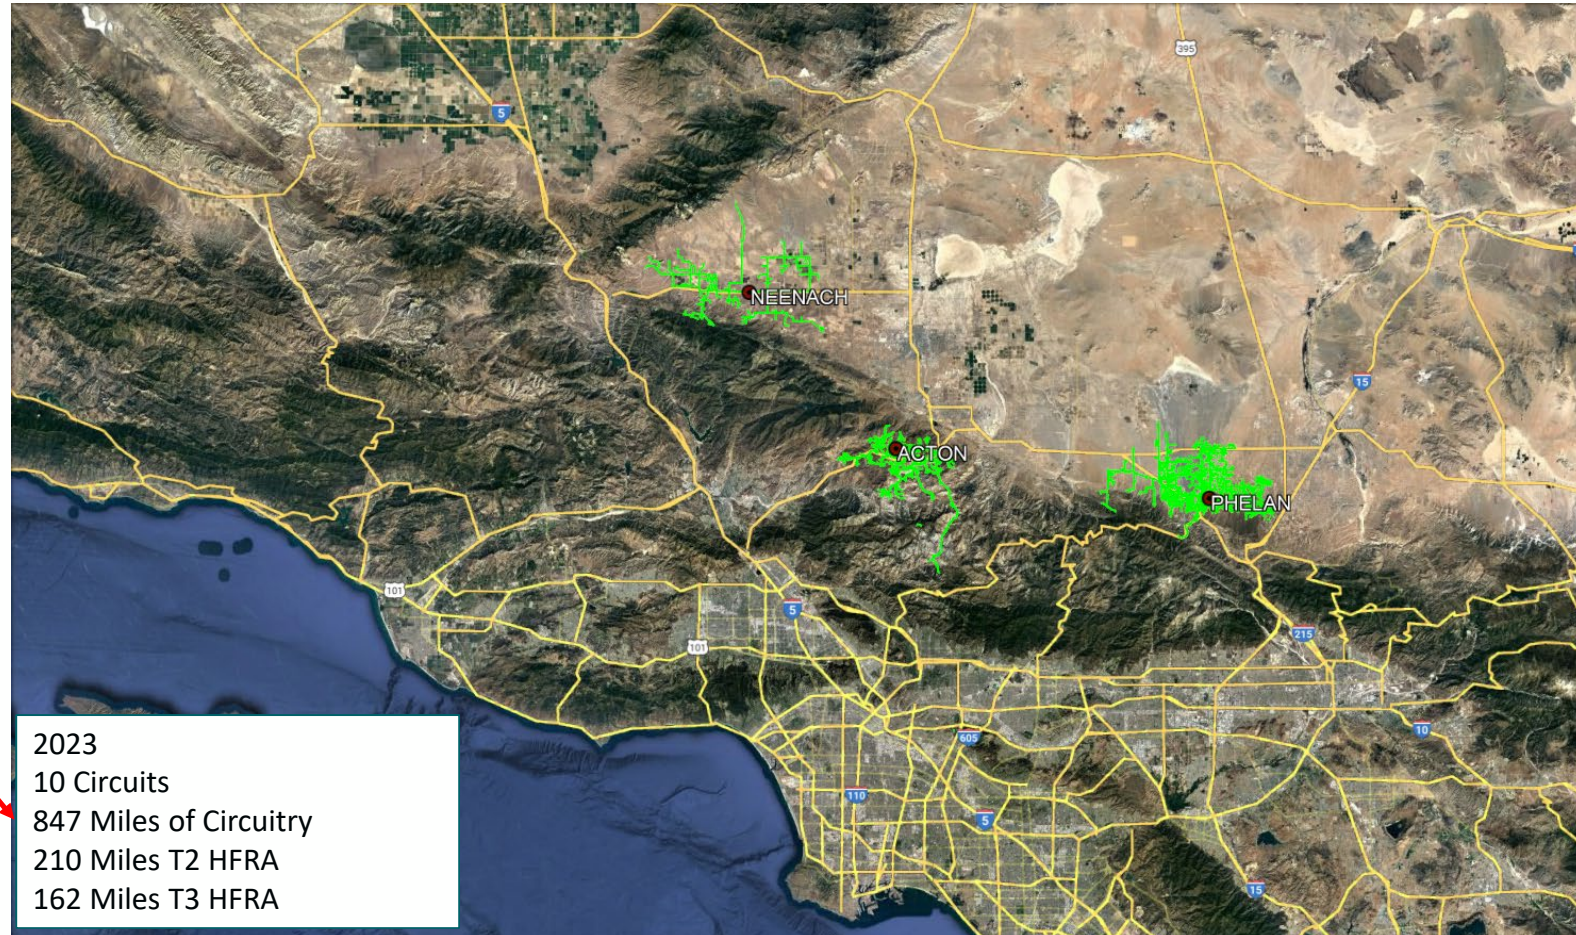 395
5
NEENACH
15
ACTON
PHELAN
101
5
215
101
10
605
110
5
15
2023
10 Circuits
847 Miles of Circuitry
210 Miles T2 HFRA
162 Miles T3 HFRA